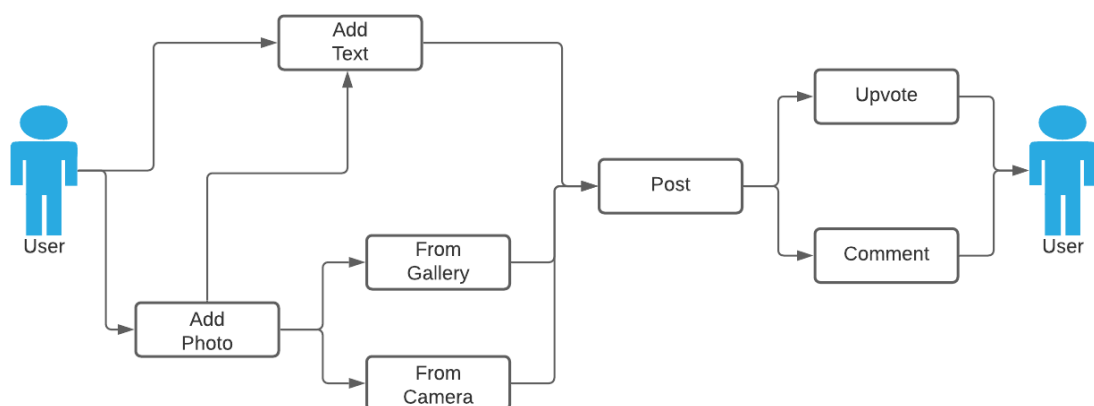 Add
Text
User
Add
Photo
From
Gallery
From
Camera
Post
Upvote
Comment
User